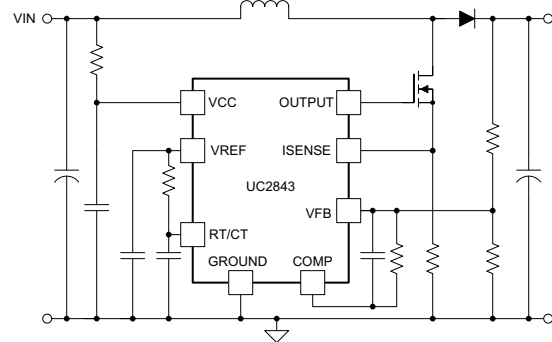 VIN
VCC
OUTPUT
VREF
ISENSE
UC2843
VFB
RT/CT
GROUND
COMP